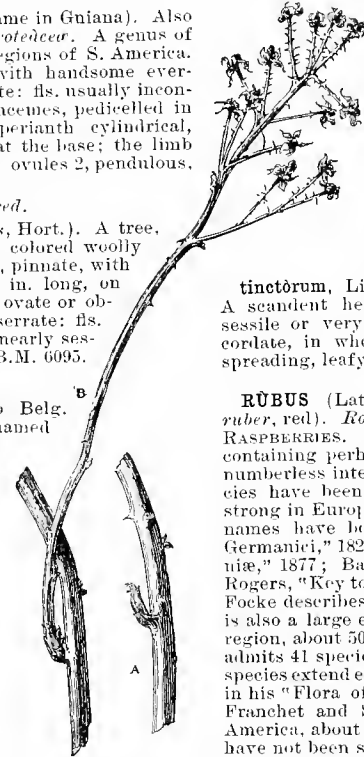 ame in Guiana). Also
roteàceæ. A genus of
egions of S. America.
with handsome ever-
te: fls. usually incon-
acemes, pedicelled in
perianth cylindrical,
at the base; the limb
ovules 2, pendulous,
ed.
, Hort.). A tree,
colored woolly
, pinnate, with
in. long, on
ovate or ob-
serrate: fls.
nearly ses-
B.M. 6095.
Belg.
named
B
A
tinctòrum, Li
A scandent he
sessile or very
cordate, in who
spreading, leafy
RÙBUS (Lat
ruber, red). Ro
RASPBERRIES.
containing perh
numberless inte
cies have been
strong in Europ
names have be
Germanici," 182
niæ," 1877; Ba
Rogers, "Key to
Focke describes
is also a large e
region, about 50
admits 41 specie
species extend e
in his "Flora of
Franchet and S
America, about
have not been s